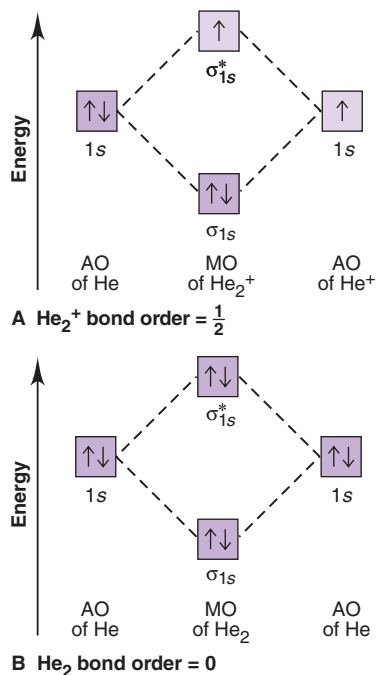 Energy
↑
σ*1s
↑↓
1s
↑
1s
↑↓
σ1s
AO
of He
MO
of He2+
AO
of He+
A He2+ bond order = 1/2
Energy
↑↓
σ*1s
↑↓
1s
↑↓
1s
↑↓
σ1s
AO
of He
MO
of He2
AO
of He
B He2 bond order = 0